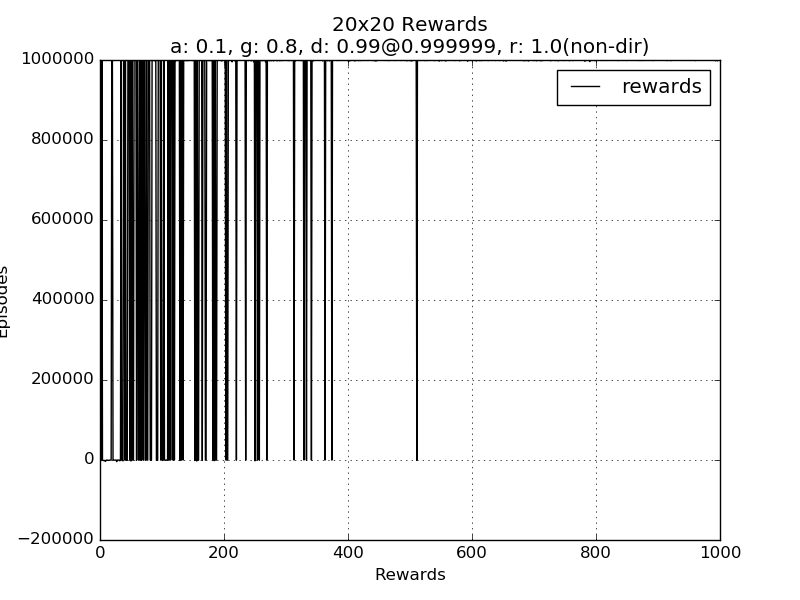 20x20 Rewards
a: 0.1, g: 0.8, d: 0.99@0.999999, r: 1.0(non-dir)
1000000
rewards
800000
600000
400000
Episodes
200000
0
−200000
0 200 400 600 800 1000
Rewards